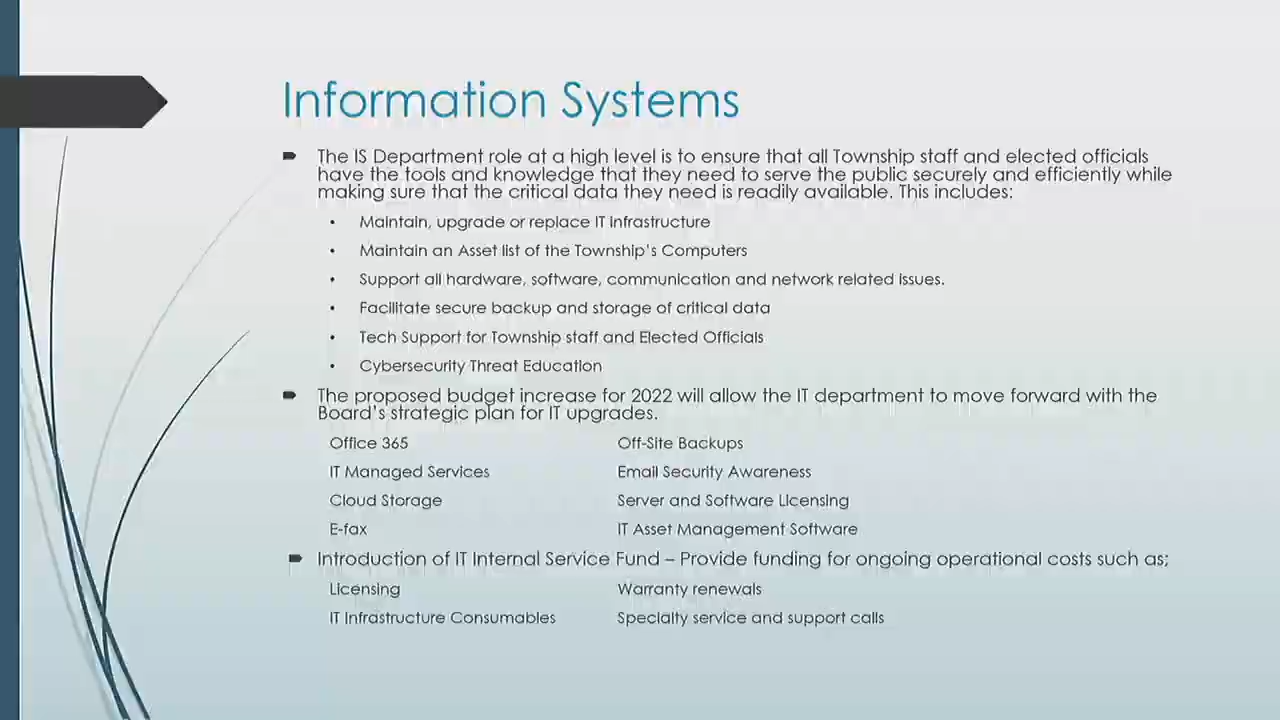 Information Systems
The IS Department role at a high level is to ensure that all Township staff and elected officials
have the tools and knowledge that they need to serve the public securely and efficiently while
making sure that the critical data they need is readily available. This includes:
• Maintain, upgrade or replace IT Infrastructure
• Maintain an Asset list of the Township's Computers
• Support all hardware, software, communication and network related issues.
• Facilitate secure backup and storage of critical data
• Tech Support for Township staff and Elected Officials
• Cybersecurity Threat Education
The proposed budget increase for 2022 will allow the IT department to move forward with the
Board's strategic plan for IT upgrades.
Office 365 Off-Site Backups
IT Managed Services Email Security Awareness
Cloud Storage Server and Software Licensing
E-fax IT Asset Management Software
Introduction of IT Internal Service Fund – Provide funding for ongoing operational costs such as;
Licensing Warranty renewals
IT Infrastructure Consumables Specialty service and support calls